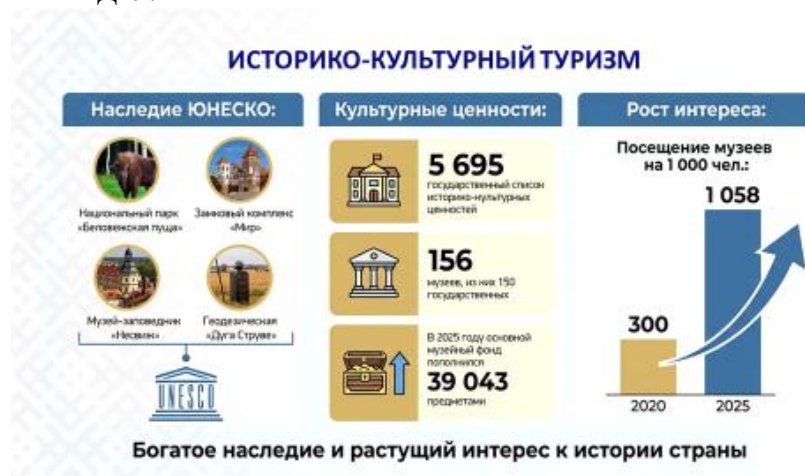 ИСТОРИКО-КУЛЬТУРНЫЙ ТУРИЗМ
Наследие ЮНЕСКО:
Национальный парк
«Беловежская пуща»
Замковый комплекс
«Мир»
Музей-заповедник
«Несвиж»
Геодезическая
«Дуга Струве»
UNESCO
Культурные ценности:
5 695
государственный список
историко-культурных
ценностей
156
музеев, из них 150
государственных
В 2025 году основной
музейный фонд
пополнился
39 043
предметами
Рост интереса:
Посещение музеев
на 1 000 чел.:
1 058
300
2020
2025
Богатое наследие и растущий интерес к истории страны